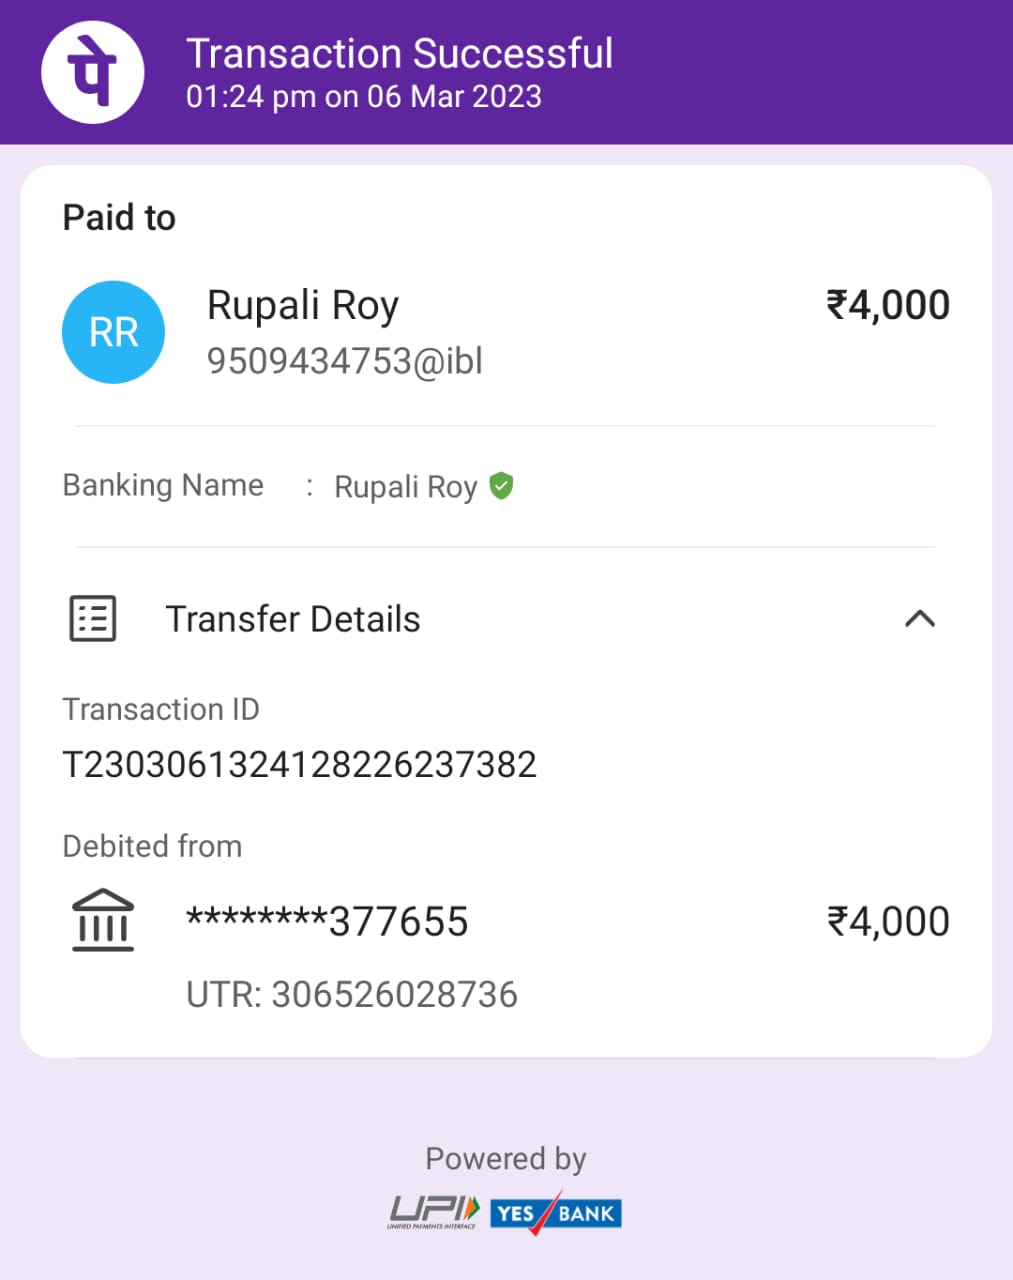 पे
Transaction Successful
01:24 pm on 06 Mar 2023
Paid to
RR
Rupali Roy
₹4,000
9509434753@ibl
Banking Name : Rupali Roy
Transfer Details
Transaction ID
T2303061324128226237382
Debited from
********377655
₹4,000
UTR: 306526028736
Powered by
UPI
UNIFIED PAYMENTS INTERFACE
YES BANK